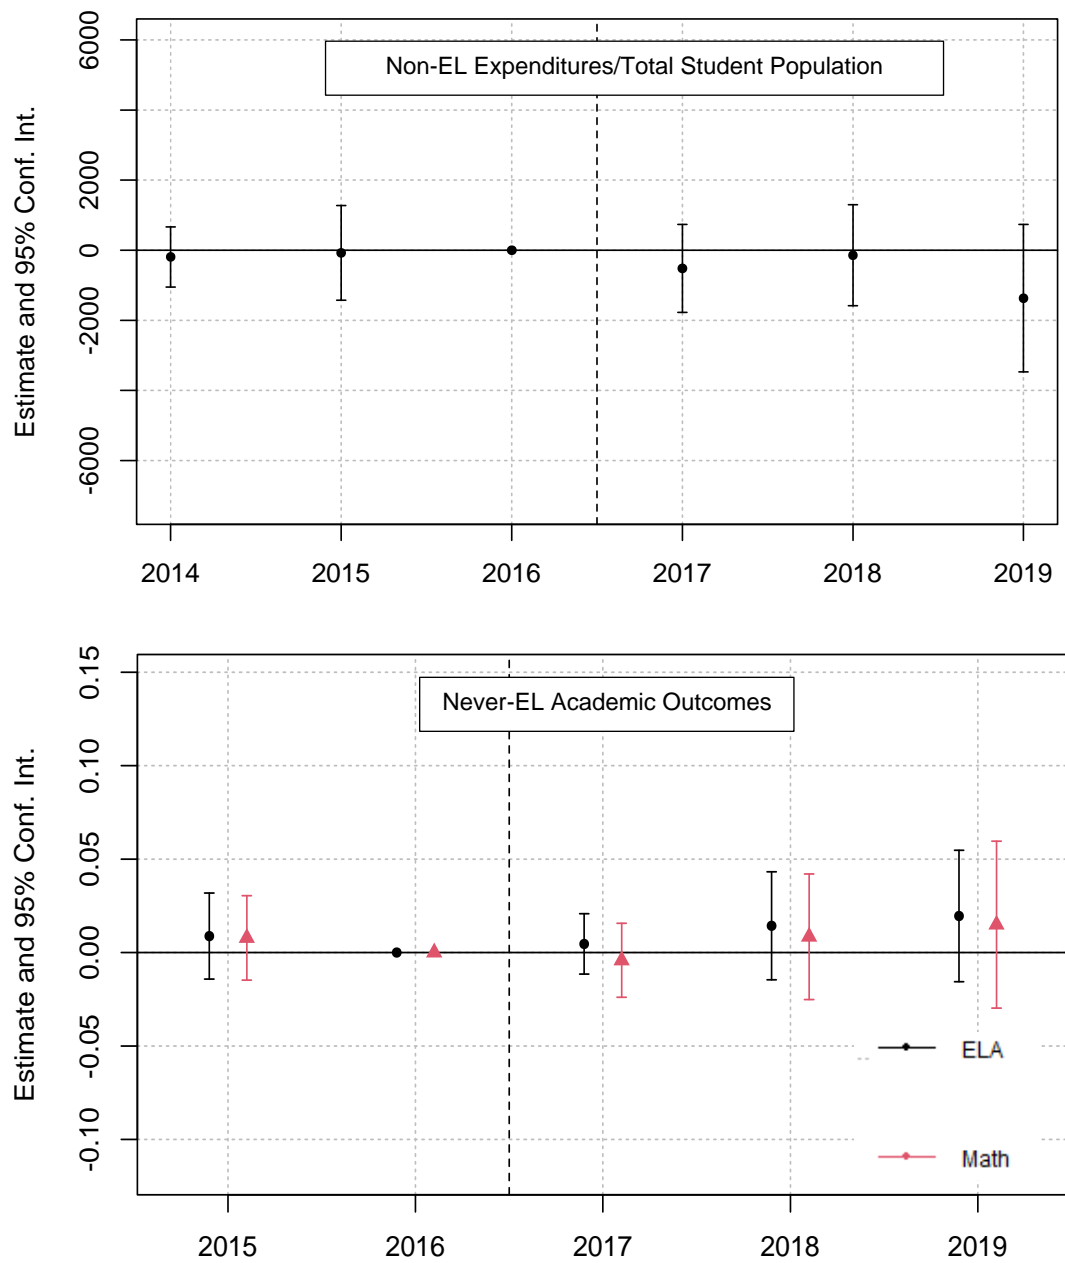 Non-EL Expenditures/Total Student Population
Estimate and 95% Conf. Int.
6000
2000
0
-2000
-6000
2014 2015 2016 2017 2018 2019
Never-EL Academic Outcomes
Estimate and 95% Conf. Int.
0.15
0.10
0.05
0.00
-0.05
-0.10
ELA
Math
2015 2016 2017 2018 2019